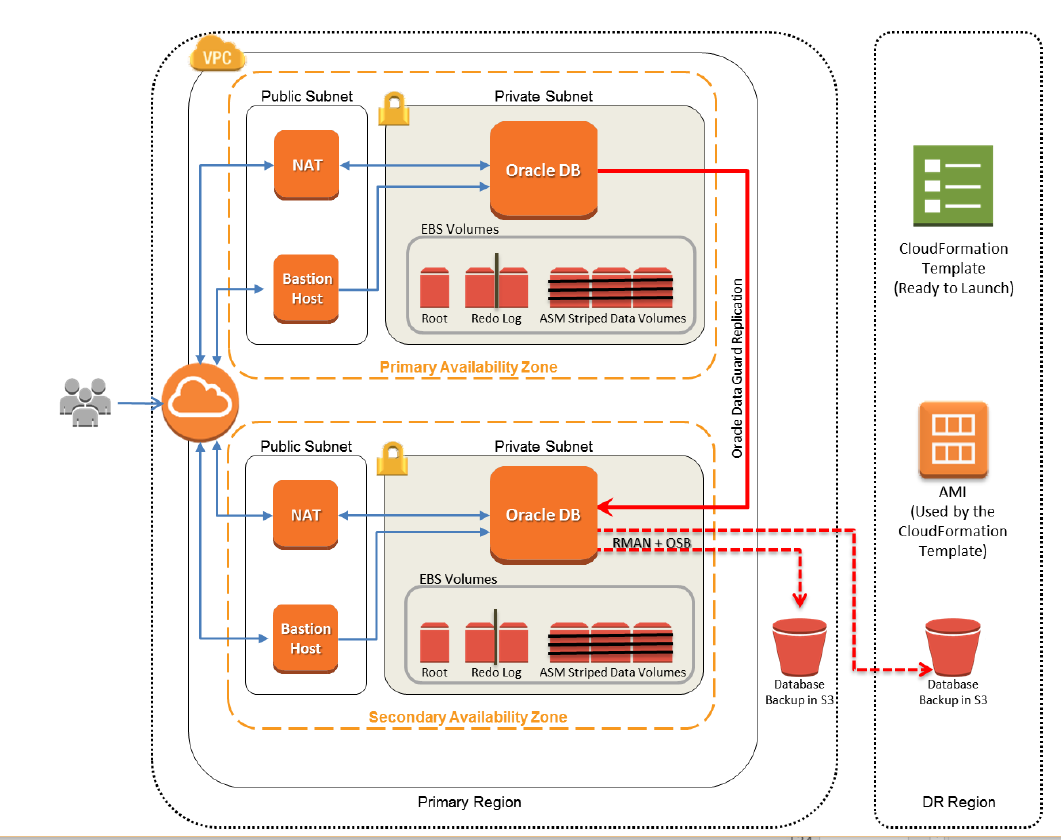 VPC
Public Subnet
Private Subnet
NAT
Oracle DB
Bastion
Host
EBS Volumes
Root
Redo Log
ASM Striped Data Volumes
Primary Availability Zone
Oracle Data Guard Replication
Public Subnet
Private Subnet
NAT
Oracle DB
RMAN + OSB
Bastion
Host
EBS Volumes
Root
Redo Log
ASM Striped Data Volumes
Secondary Availability Zone
Database
Backup in S3
Primary Region
CloudFormation
Template
(Ready to Launch)
AMI
(Used by the
CloudFormation
Template)
Database
Backup in S3
DR Region